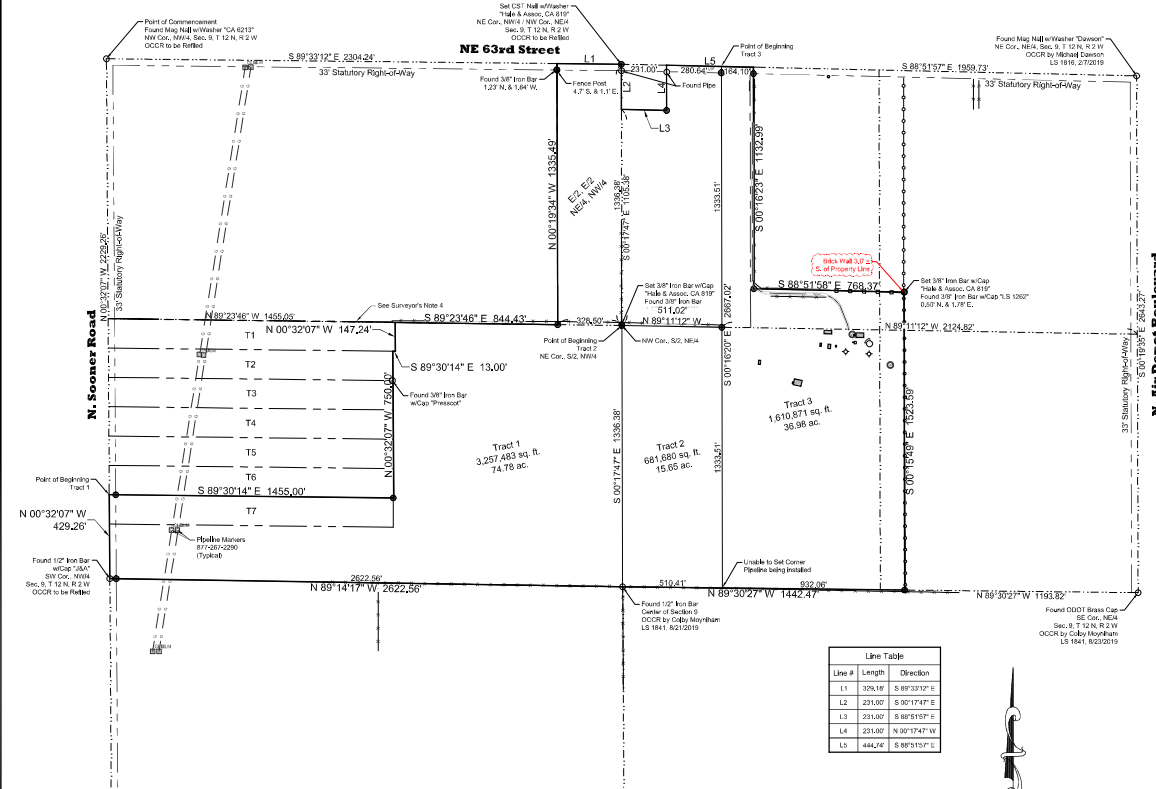 Point of Commencement
Found Mag Nail w/Washer "CA 6213"
NW Cor., NW/4, Sec. 9, T 12 N, R 2 W
OCCR to be Refiled
Set CST Nail w/Washer
"Hale & Assoc, CA 819"
NE Cor., NW/4 / NW Cor., NE/4
Sec. 9, T 12 N, R 2 W
OCCR to be Refiled
Found Mag Nail w/Washer "Dawson"
NE Cor., NE/4, Sec. 9, T 12 N, R 2 W
OCCR by Michael Dawson
LS 1816, 2/7/2019
NE 63rd Street
S 89°33'12" E 2304.24'
33' Statutory Right-of-Way
L1
L5
Point of Beginning
Tract 3
S 88°51'57" E 1959.73'
33' Statutory Right-of-Way
231.00'
280.64'
164.10'
Found 3/8" Iron Bar
1.23' N. & 1.64' W.
Fence Post
4.7' S. & 1.1' E.
Found Pipe
L2
L4
L3
N 00°19'34" W 1335.49'
E/2, E/2
NE/4, NW/4
1336.38'
S 00°17'47" E 1105.38'
1333.51'
S 00°16'23" E 1132.99'
N 00°32'07" W 2229.26'
33' Statutory Right-of-Way
N. Sooner Road
Brick Wall 3.0' ±
S. of Property Line
S 88°51'58" E 768.37'
Set 3/8" Iron Bar w/Cap
"Hale & Assoc. CA 819"
Found 3/8" Iron Bar w/Cap "LS 1262"
0.50' N. & 1.78' E.
Set 3/8" Iron Bar w/Cap
"Hale & Assoc. CA 819"
Found 3/8" Iron Bar
511.02'
See Surveyor's Note 4
N 89°23'46" E 1455.05'
S 89°23'46" E 844.43'
328.50'
N 89°11'12" W
N 89°11'12" W 2124.82'
N 00°32'07" W 147.24'
Point of Beginning
Tract 2
NE Cor., S/2, NW/4
NW Cor., S/2, NE/4
S 00°16'20" E 2667.02'
S 00°19'35" E 2643.27'
33' Statutory Right-of-Way
N. Air Depot Boulevard
T1
T2
T3
T4
T5
T6
T7
S 89°30'14" E 13.00'
Found 3/8" Iron Bar
w/Cap "Presscot"
N 00°32'07" W 750.00'
Tract 1
3,257,483 sq. ft.
74.78 ac.
S 00°17'47" E 1336.38'
Tract 2
681,680 sq. ft.
15.65 ac.
1333.51'
Tract 3
1,610,871 sq. ft.
36.98 ac.
S 00°15'49" E 1523.59'
Point of Beginning
Tract 1
S 89°30'14" E 1455.00'
N 00°32'07" W
429.26'
Pipeline Markers
877-267-2290
(Typical)
Found 1/2" Iron Bar
w/Cap "J&A"
SW Cor., NW/4
Sec. 9, T 12 N, R 2 W
OCCR to be Refiled
2622.56'
N 89°14'17" W 2622.56'
510.41'
Unable to Set Corner
Pipeline being Installed
932.06'
N 89°30'27" W 1442.47'
N 89°30'27" W 1193.82'
Found 1/2" Iron Bar
Center of Section 9
OCCR by Colby Moyniham
LS 1841, 8/21/2019
Found ODOT Brass Cap
SE Cor., NE/4
Sec. 9, T 12 N, R 2 W
OCCR by Colby Moyniham
LS 1841, 8/23/2019
Line Table
Line # Length Direction
L1 329.18' S 89°33'12" E
L2 231.00' S 00°17'47" E
L3 231.00' S 88°51'57" E
L4 231.00' N 00°17'47" W
L5 444.74' S 88°51'57" E